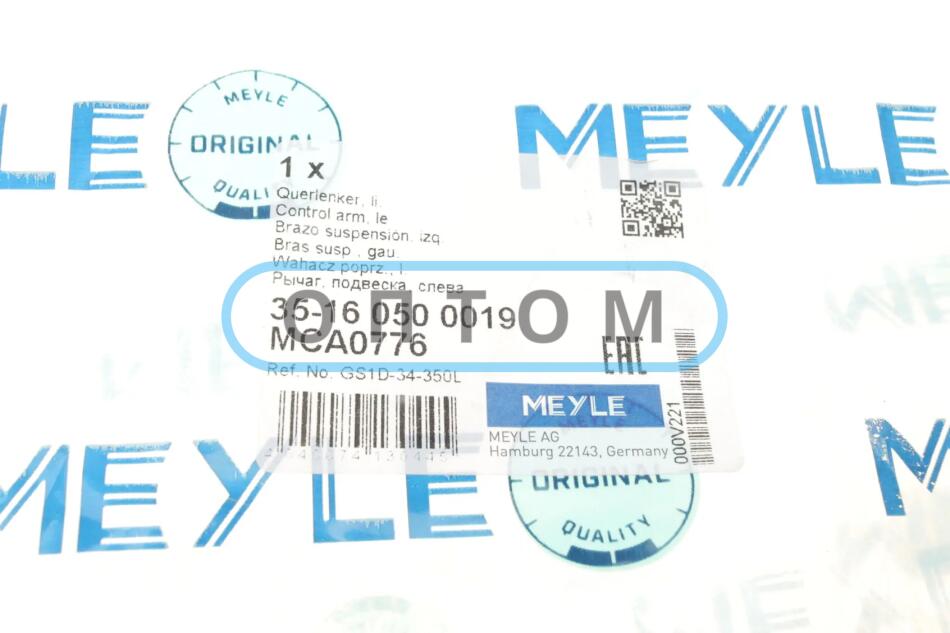 MEYLE
ORIGINAL
QUALITY
MEYLE
1 x
Querlenker, li.
Control arm, le
Brazo suspensión, izq.
Bras susp., gau.
Wahacz poprz., l.
Рычаг, подвеска, слева
ОПТОМ
35-16 050 0019
MCA0776
EAC
Ref. No. GS1D-34-350L
MEYLE
MEYLE AG
Hamburg 22143, Germany
000V221
MEYLE
MEYLE
ORIGINAL
QUALITY